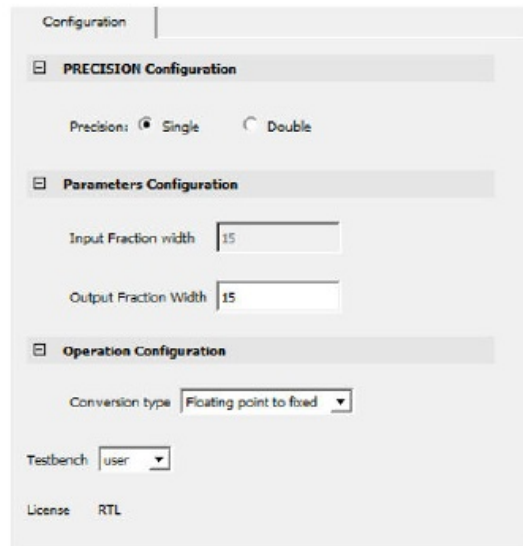 Configuration
PRECISION Configuration
Precision: Single Double
Parameters Configuration
Input Fraction width 15
Output Fraction Width 15
Operation Configuration
Conversion type Floating point to fixed
Testbench user
License RTL